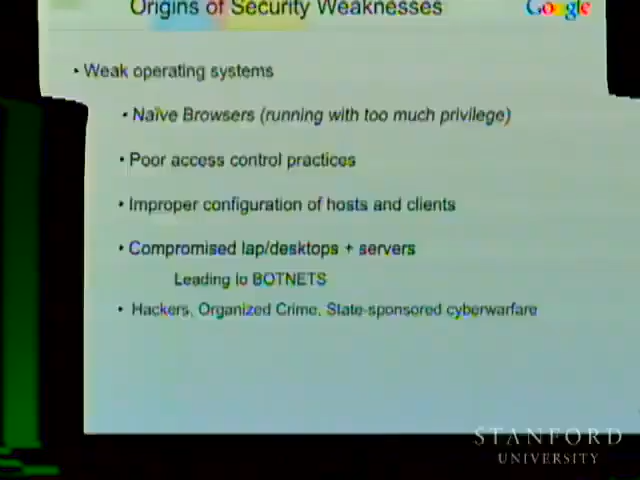 Origins of Security Weaknesses
Google
• Weak operating systems
• Naïve Browsers (running with too much privilege)
• Poor access control practices
• Improper configuration of hosts and clients
• Compromised lap/desktops + servers
Leading to BOTNETS
• Hackers, Organized Crime, State-sponsored cyberwarfare
STANFORD
UNIVERSITY